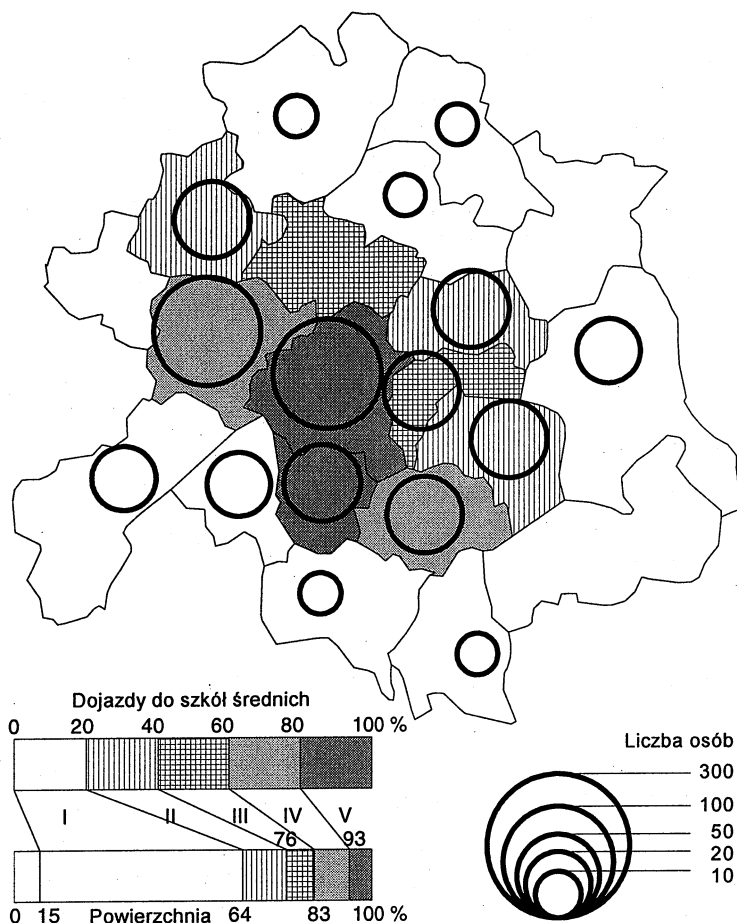 Dojazdy do szkół średnich
0 20 40 60 80 100 %
I II III IV V
76 93
0 15 Powierzchnia 64 83 100 %
Liczba osób
300
100
50
20
10